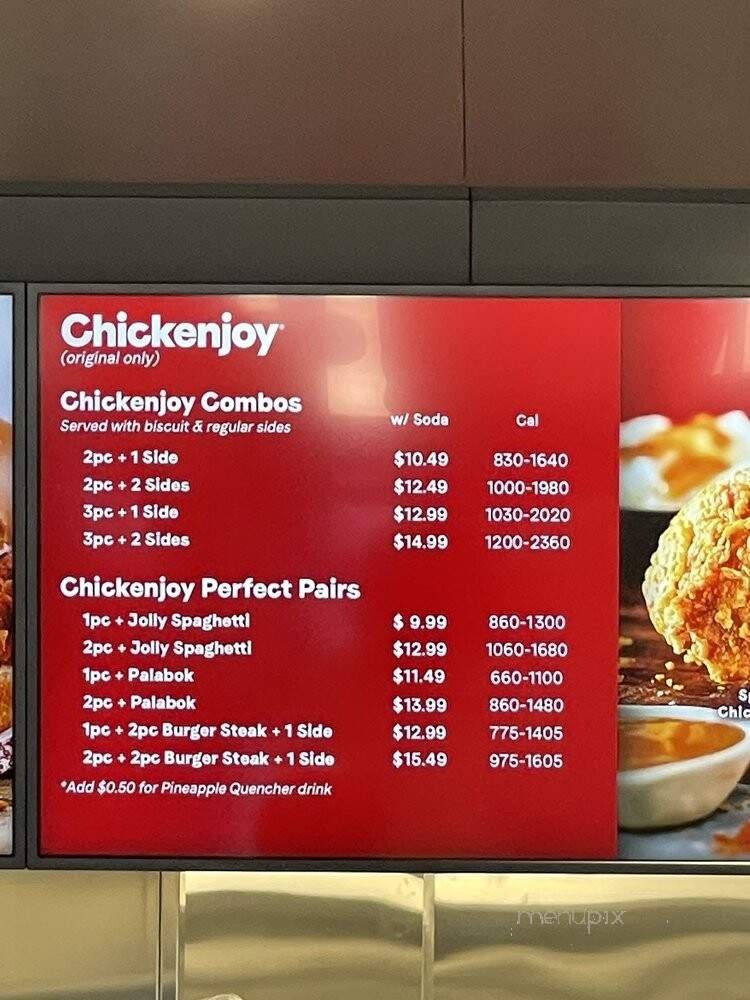 Chickenjoy
(original only)
Chickenjoy Combos
Served with biscuit & regular sides
w/ Soda Cal
2pc + 1 Side $10.49 830-1640
2pc + 2 Sides $12.49 1000-1980
3pc + 1 Side $12.99 1030-2020
3pc + 2 Sides $14.99 1200-2360
Chickenjoy Perfect Pairs
1pc + Jolly Spaghetti $ 9.99 860-1300
2pc + Jolly Spaghetti $12.99 1060-1680
1pc + Palabok $11.49 660-1100
2pc + Palabok $13.99 860-1480
1pc + 2pc Burger Steak + 1 Side $12.99 775-1405
2pc + 2pc Burger Steak + 1 Side $15.49 975-1605
*Add $0.50 for Pineapple Quencher drink
menupix